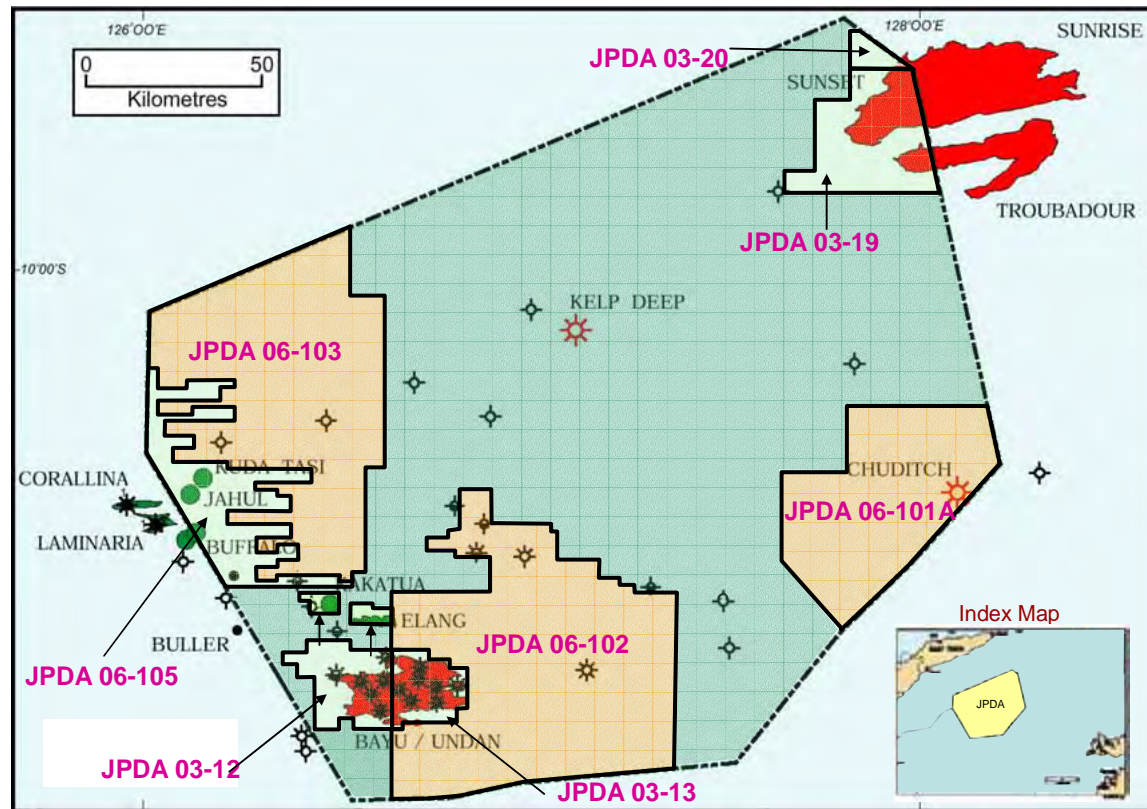 126°00'E
128°00'E
SUNRISE
0 50
Kilometres
JPDA 03-20
SUNSET
TROUBADOUR
JPDA 03-19
-10°00'S
KELP DEEP
JPDA 06-103
CHUDITCH
JPDA 06-101A
CORALLINA
KUDA TASI
JAHUL
LAMINARIA
BUFFALO
KAKATUA
ELANG
BULLER
JPDA 06-102
JPDA 06-105
Index Map
JPDA
BAYU / UNDAN
JPDA 03-12
JPDA 03-13